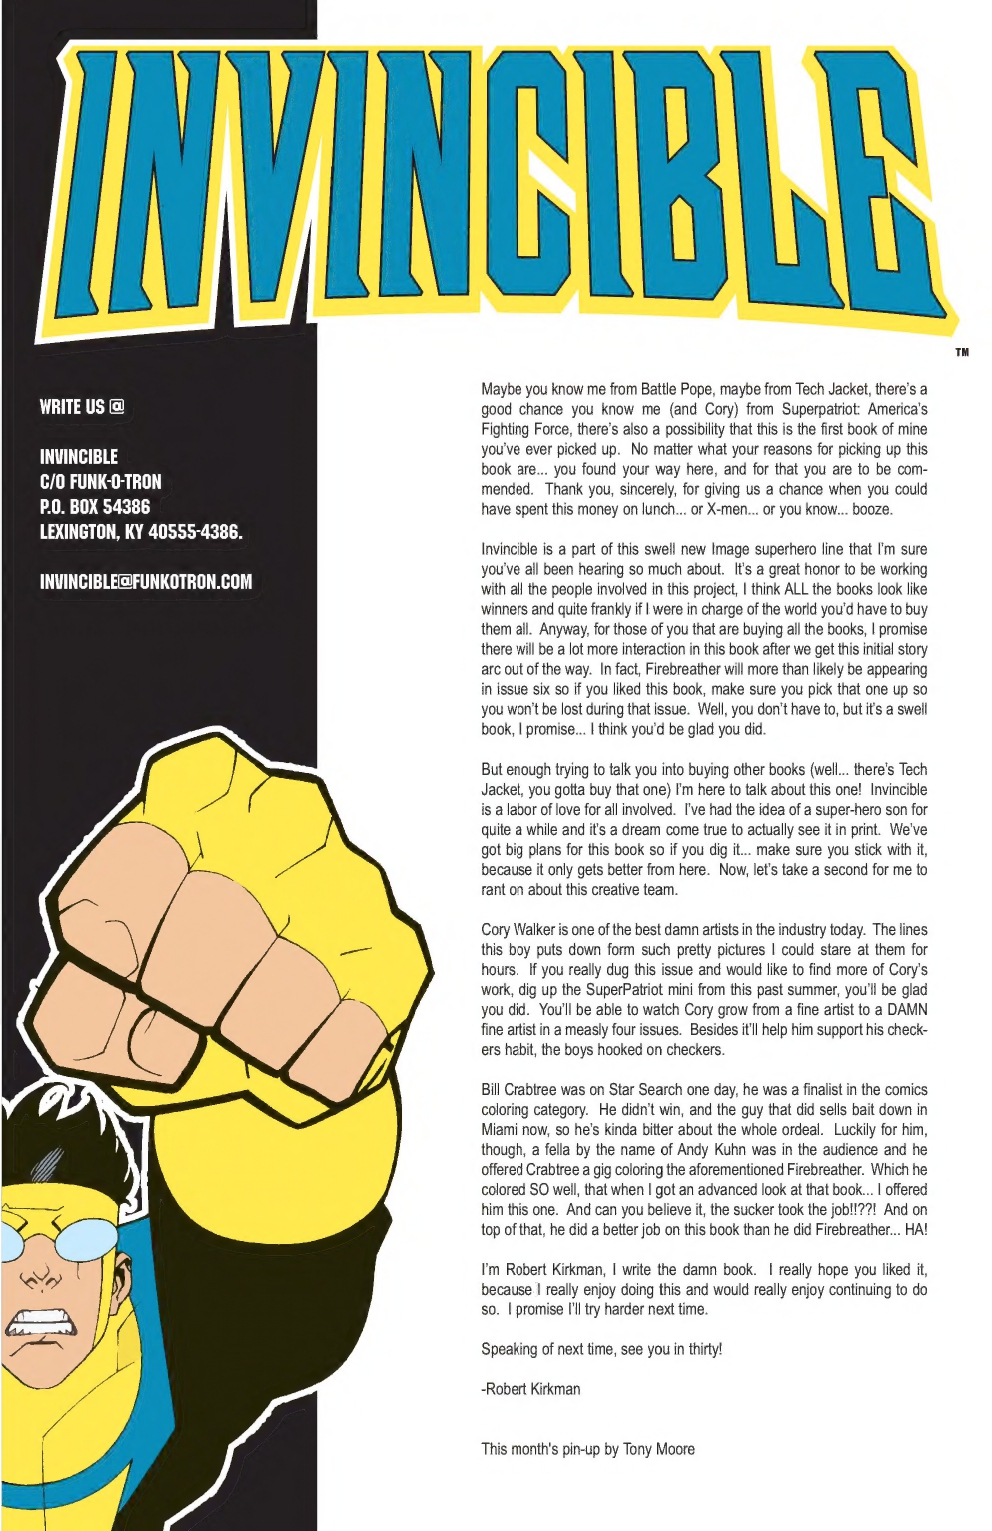 INVINCIBLE
TM
WRITE US @
INVINCIBLE
C/O FUNK-O-TRON
P.O. BOX 54386
LEXINGTON, KY 40555-4386.
INVINCIBLE@FUNKOTRON.COM
Maybe you know me from Battle Pope, maybe from Tech Jacket, there's a
good chance you know me (and Cory) from Superpatriot: America's
Fighting Force, there's also a possibility that this is the first book of mine
you've ever picked up. No matter what your reasons for picking up this
book are... you found your way here, and for that you are to be com-
mended. Thank you, sincerely, for giving us a chance when you could
have spent this money on lunch... or X-men... or you know... booze.
Invincible is a part of this swell new Image superhero line that I'm sure
you've all been hearing so much about. It's a great honor to be working
with all the people involved in this project, I think ALL the books look like
winners and quite frankly if I were in charge of the world you'd have to buy
them all. Anyway, for those of you that are buying all the books, I promise
there will be a lot more interaction in this book after we get this initial story
arc out of the way. In fact, Firebreather will more than likely be appearing
in issue six so if you liked this book, make sure you pick that one up so
you won't be lost during that issue. Well, you don't have to, but it's a swell
book, I promise... I think you'd be glad you did.
But enough trying to talk you into buying other books (well... there's Tech
Jacket, you gotta buy that one) I'm here to talk about this one! Invincible
is a labor of love for all involved. I've had the idea of a super-hero son for
quite a while and it's a dream come true to actually see it in print. We've
got big plans for this book so if you dig it... make sure you stick with it,
because it only gets better from here. Now, let's take a second for me to
rant on about this creative team.
Cory Walker is one of the best damn artists in the industry today. The lines
this boy puts down form such pretty pictures I could stare at them for
hours. If you really dug this issue and would like to find more of Cory's
work, dig up the SuperPatriot mini from this past summer, you'll be glad
you did. You'll be able to watch Cory grow from a fine artist to a DAMN
fine artist in a measly four issues. Besides it'll help him support his check-
ers habit, the boys hooked on checkers.
Bill Crabtree was on Star Search one day, he was a finalist in the comics
coloring category. He didn't win, and the guy that did sells bait down in
Miami now, so he's kinda bitter about the whole ordeal. Luckily for him,
though, a fella by the name of Andy Kuhn was in the audience and he
offered Crabtree a gig coloring the aforementioned Firebreather. Which he
colored SO well, that when I got an advanced look at that book... I offered
him this one. And can you believe it, the sucker took the job!!??! And on
top of that, he did a better job on this book than he did Firebreather... HA!
I'm Robert Kirkman, I write the damn book. I really hope you liked it,
because I really enjoy doing this and would really enjoy continuing to do
so. I promise I'll try harder next time.
Speaking of next time, see you in thirty!
-Robert Kirkman
This month's pin-up by Tony Moore